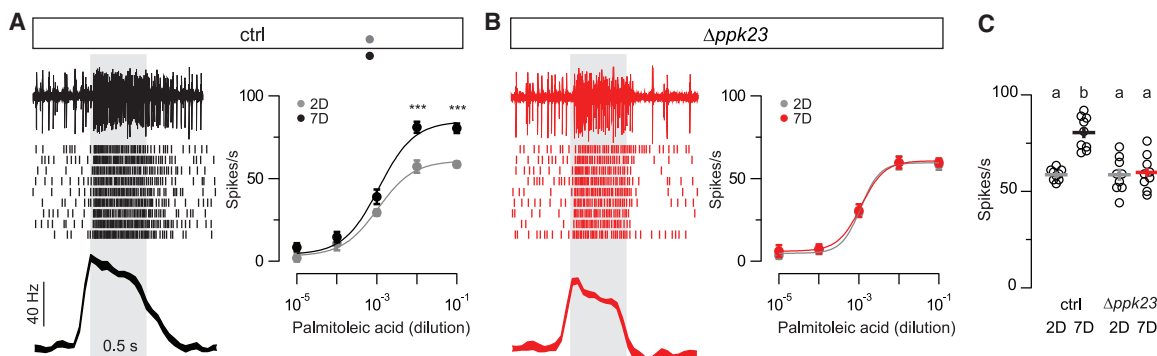 A
ctrl
40 Hz
0.5 s
Spikes/s
100
50
0
2D
7D
***
***
10-5
10-3
10-1
Palmitoleic acid (dilution)
B
Δppk23
Spikes/s
100
50
0
2D
7D
10-5
10-3
10-1
Palmitoleic acid (dilution)
C
Spikes/s
100
50
0
a b a a
ctrl Δppk23
2D 7D 2D 7D